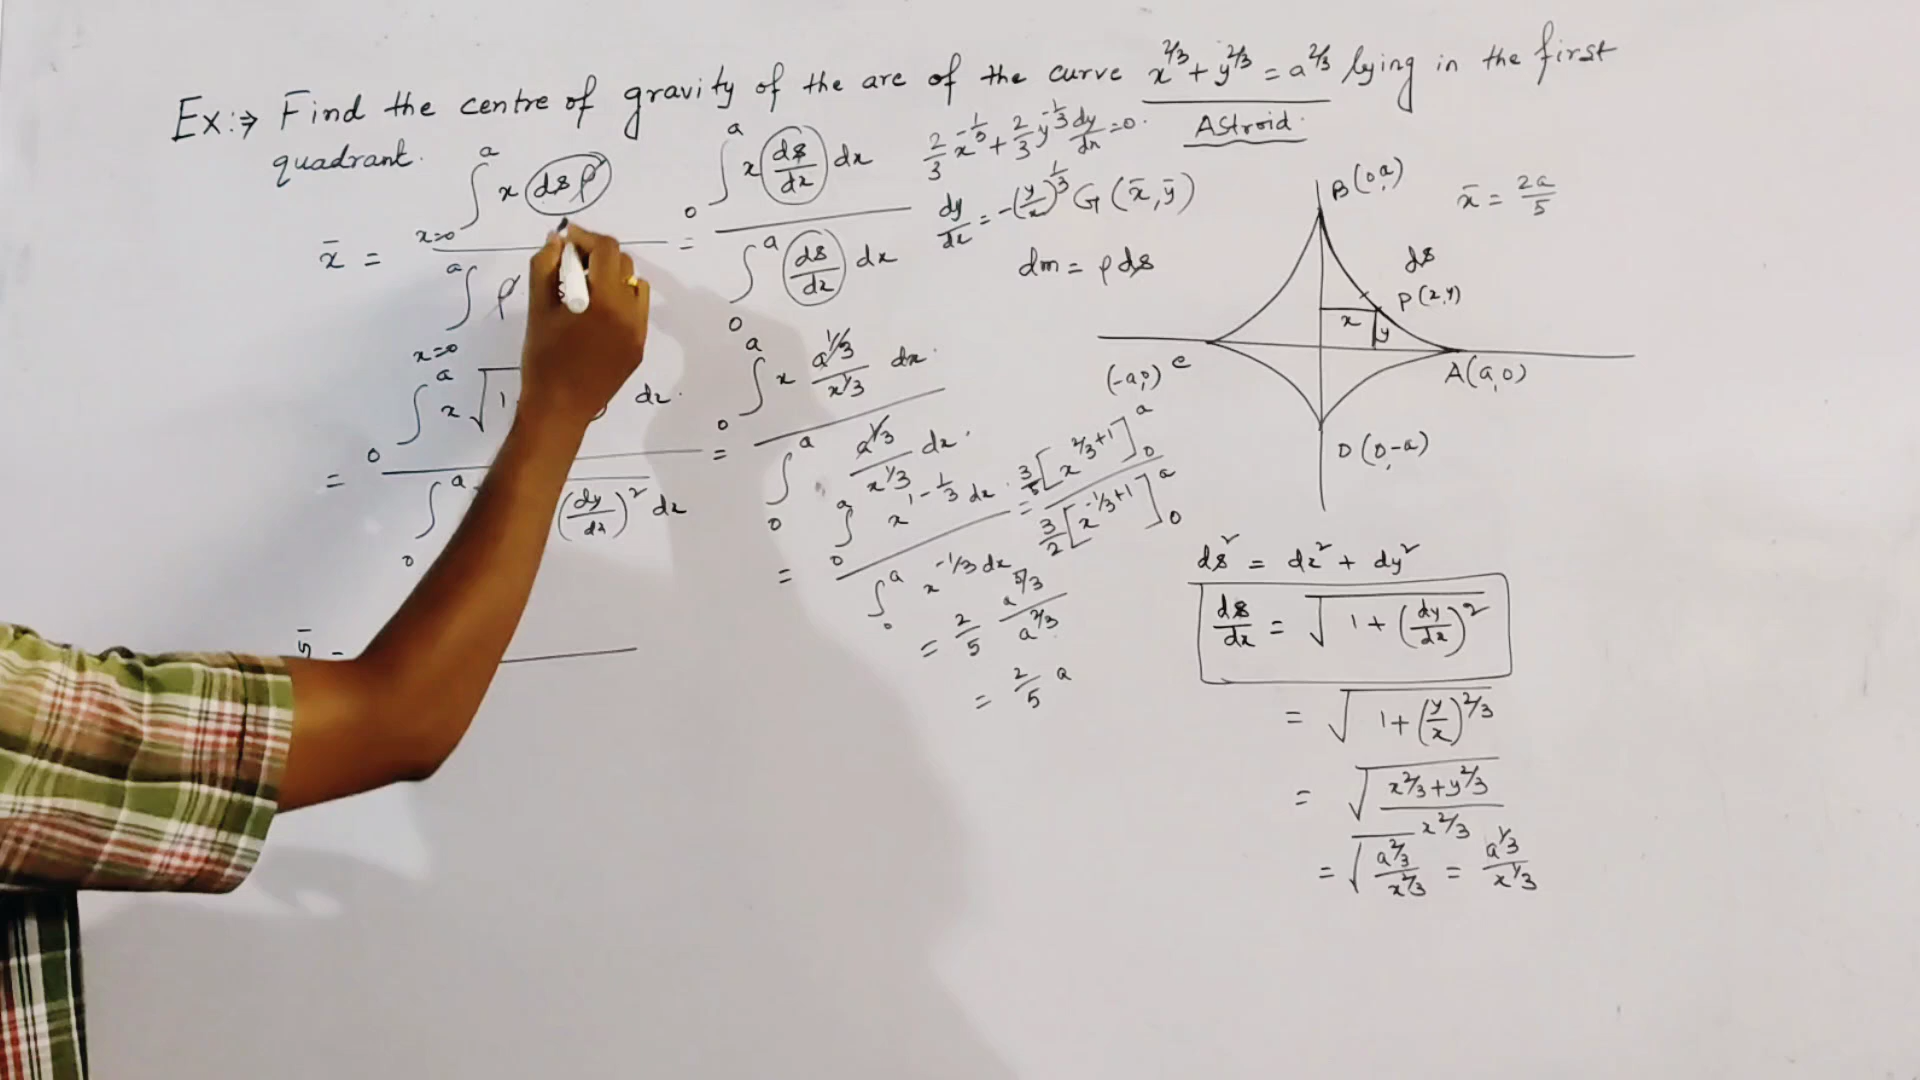 Ex:⇒ Find the centre of gravity of the arc of the curve x^{2/3} + y^{2/3} = a^{2/3} lying in the first
quadrant.
Astroid.
x̄ = ∫_{x=0}^{a} x ds ρ / ∫_{x=0}^{a} ρ = ∫_0^a x (ds/dx) dx / ∫_0^a (ds/dx) dx
2/3 x^{-1/3} + 2/3 y^{-1/3} dy/dx = 0.
dy/dx = -(y/x)^{1/3}
G (x̄, ȳ)
dm = ρ ds
= ∫_0^a x √1 dx. / ∫_0^a (dy/dx)^2 dx = ∫_0^a x a^{1/3}/x^{1/3} dx. / ∫_0^a a^{1/3}/x^{1/3} dx.
= ∫_0^a x^{1-1/3} dx. / ∫_0^a x^{-1/3} dx = 3/5 [x^{2/3+1}]_0^a / 3/2 [x^{-1/3+1}]_0^a
= 2/5 a^{5/3} / a^{2/3}
= 2/5 a
B (0,a)
x̄ = 2a/5
ds
P (x,y)
x
y
(-a,0) C
A (a,0)
D (0,-a)
ds² = dx² + dy²
ds/dx = √(1 + (dy/dx)²)
= √(1 + (y/x)^{2/3})
= √(x^{2/3} + y^{2/3} / x^{2/3})
= √(a^{2/3} / x^{2/3}) = a^{1/3} / x^{1/3}